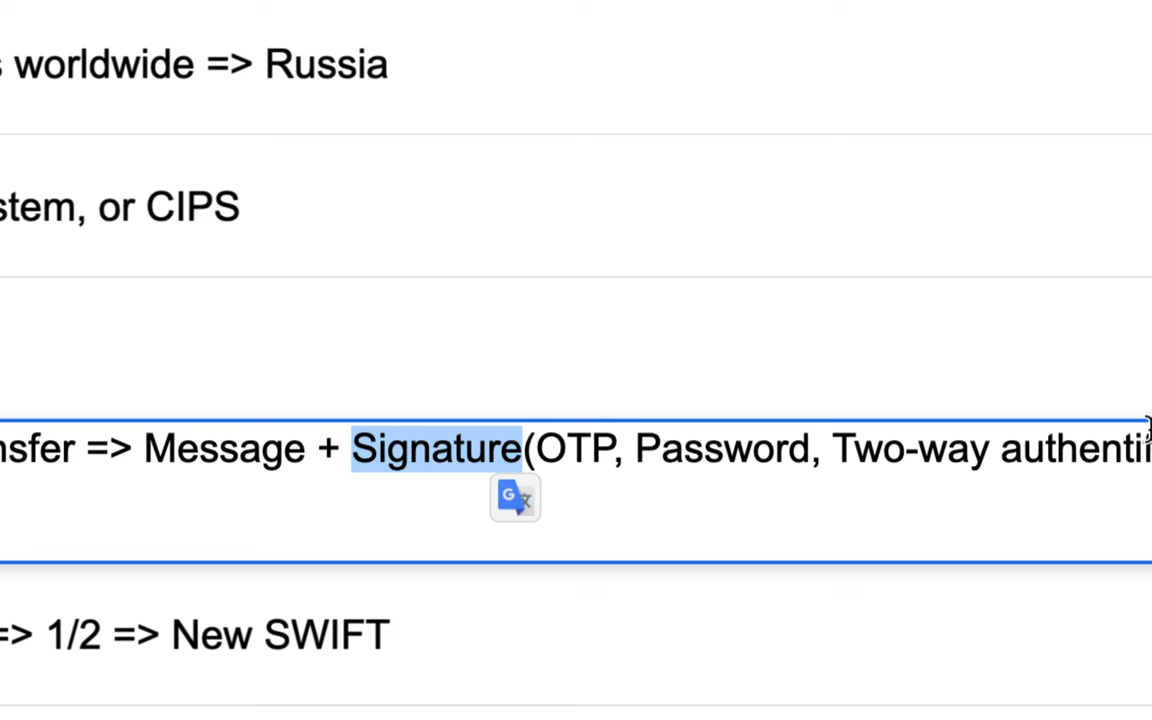 worldwide => Russia
stem, or CIPS
nsfer => Message + Signature(OTP, Password, Two-way authenti
=> 1/2 => New SWIFT